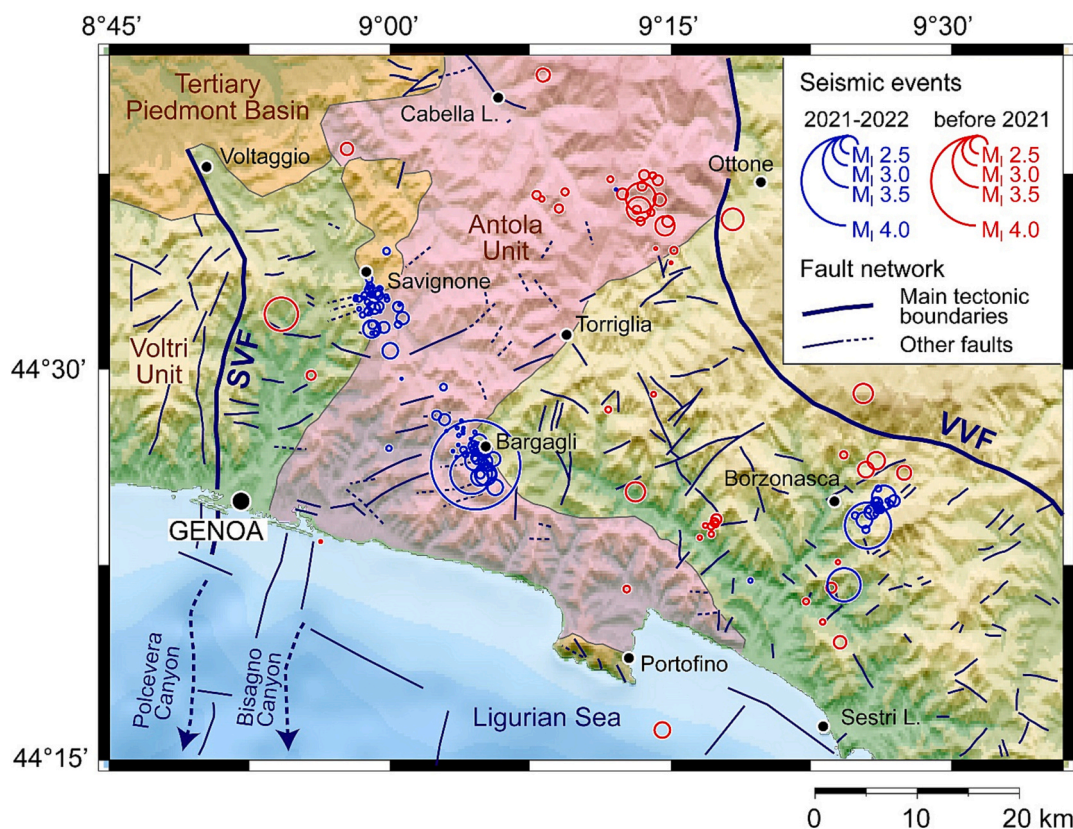 8°45’
9°00’
9°15’
9°30’
44°30’
44°15’
Tertiary
Piedmont Basin
Voltaggio
Cabella L.
Ottone
Antola
Unit
Savignone
Torriglia
Voltri
Unit
SVF
VVF
Bargagli
Borzonasca
GENOA
Portofino
Sestri L.
Ligurian Sea
Polcevera
Canyon
Bisagno
Canyon
Seismic events
2021-2022
before 2021
Ml 2.5
Ml 3.0
Ml 3.5
Ml 4.0
Ml 2.5
Ml 3.0
Ml 3.5
Ml 4.0
Fault network
Main tectonic
boundaries
Other faults
0 10 20 km